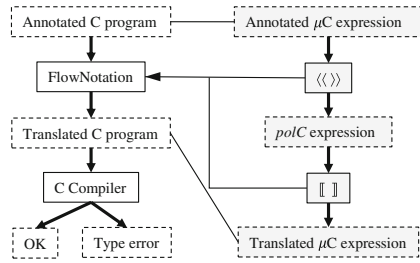 Annotated C program
Annotated μC expression
FlowNotation
⟨⟨ ⟩⟩
Translated C program
polC expression
C Compiler
⟦ ⟧
OK
Type error
Translated μC expression